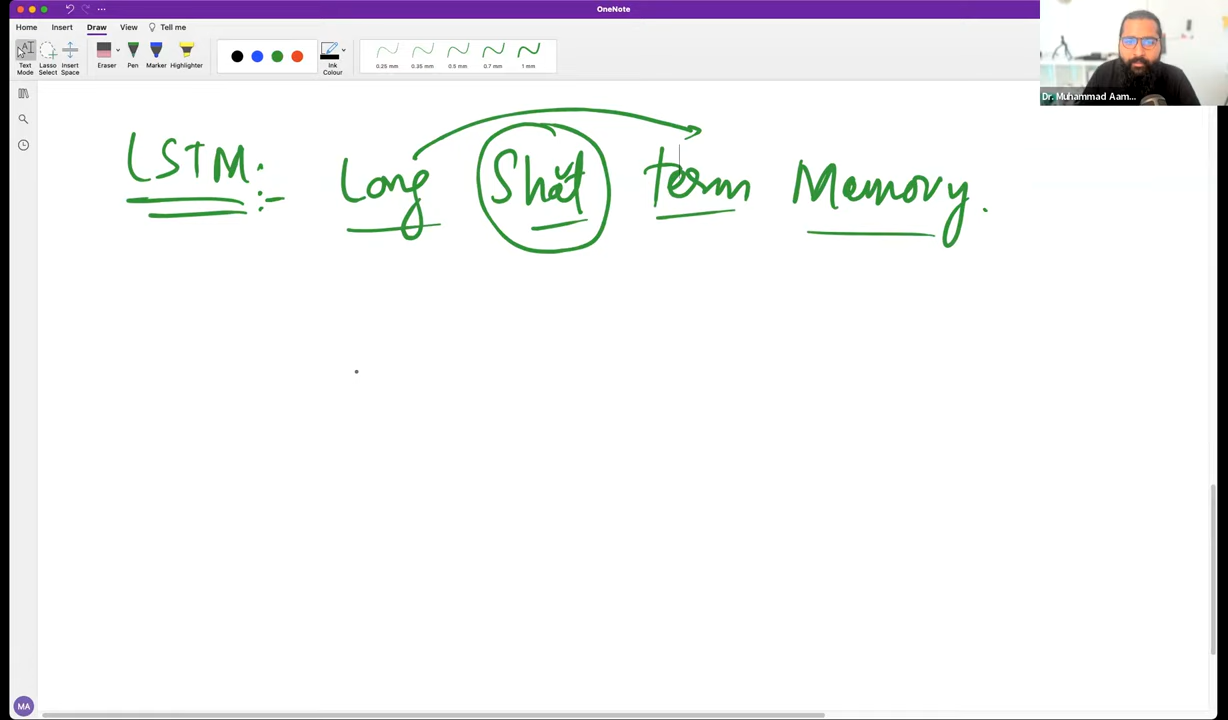 OneNote
Home Insert Draw View Tell me
Text Mode Lasso Select Insert Space Eraser Pen Marker Highlighter Ink Colour 0.25 mm 0.35 mm 0.5 mm 0.7 mm 1 mm
Dr. Muhammad Aam...
LSTM:- Long Short term Memory.
MA